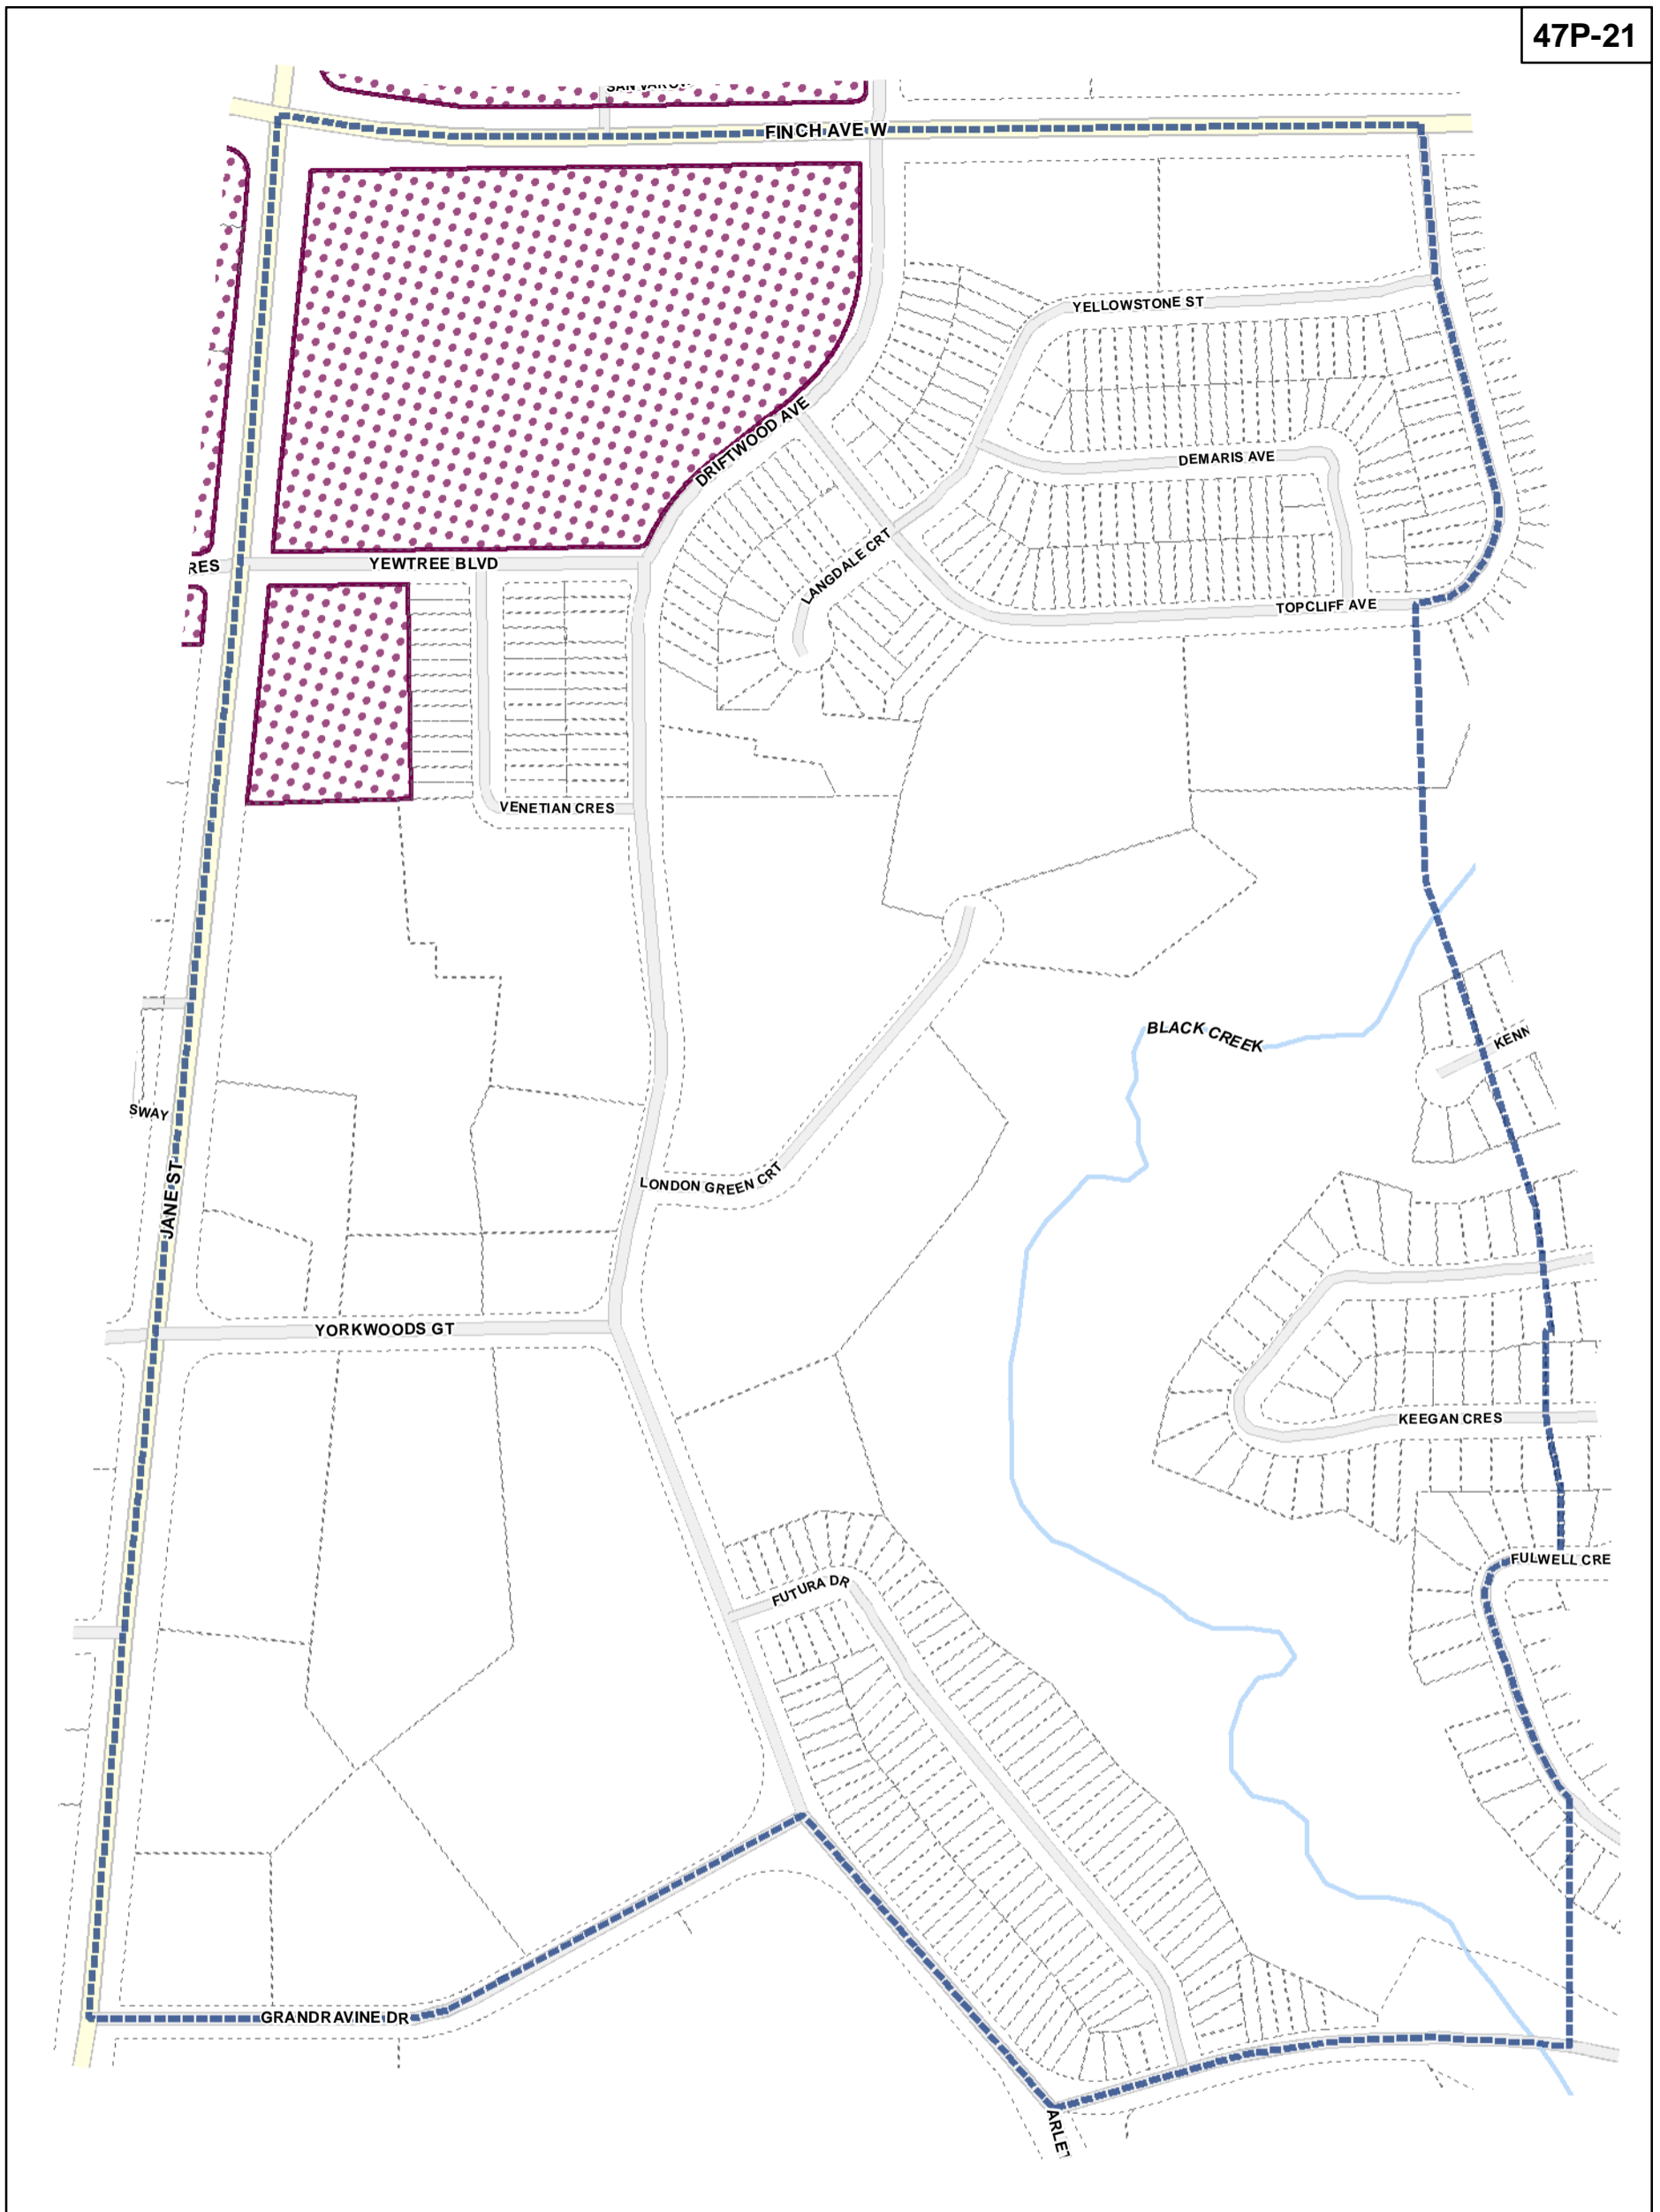 47P-21
FINCH AVE W
YELLOWSTONE ST
DRIFTWOOD AVE
DEMARIS AVE
LANGDALE CRT
RES
YEWTREE BLVD
TOPCLIFF AVE
VENETIAN CRES
BLACK CREEK
KENN
SWAY
JANE ST
LONDON GREEN CRT
YORKWOODS GT
KEEGAN CRES
FULWELL CRE
FUTURA DR
GRANDRAVINE DR
ARLET